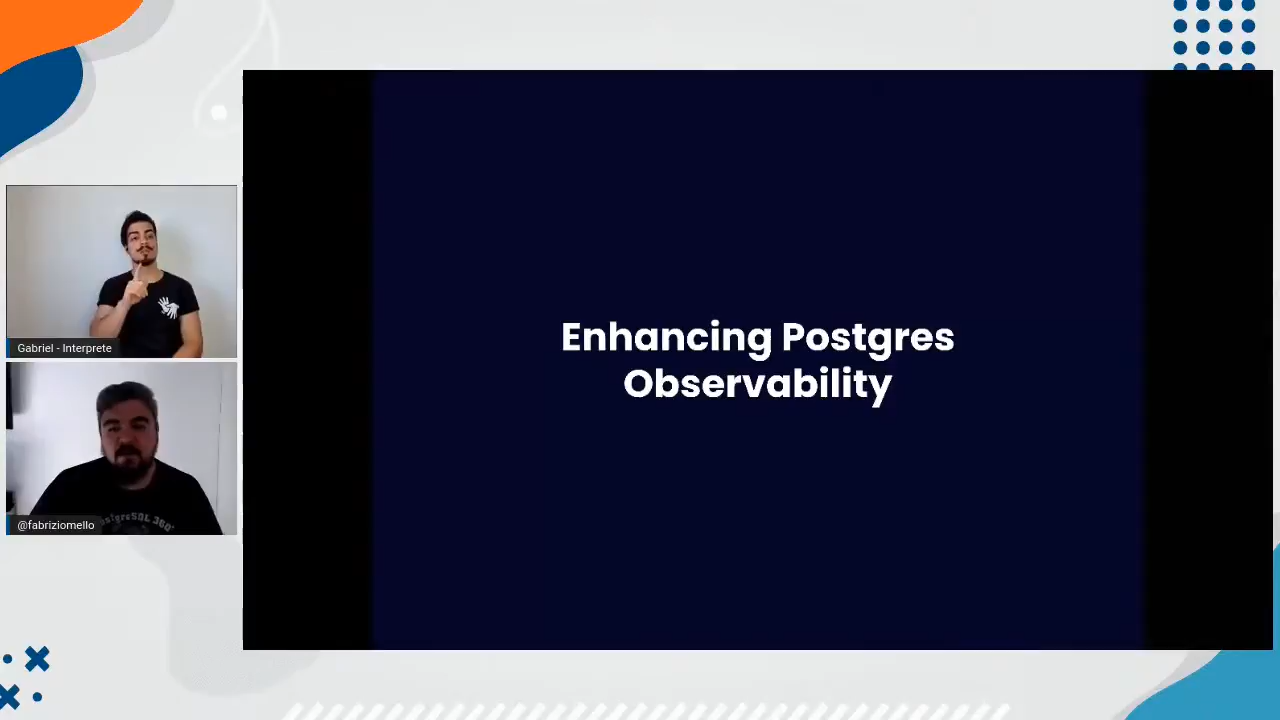 Enhancing Postgres
Observability
Gabriel - Interprete
@fabriziomello